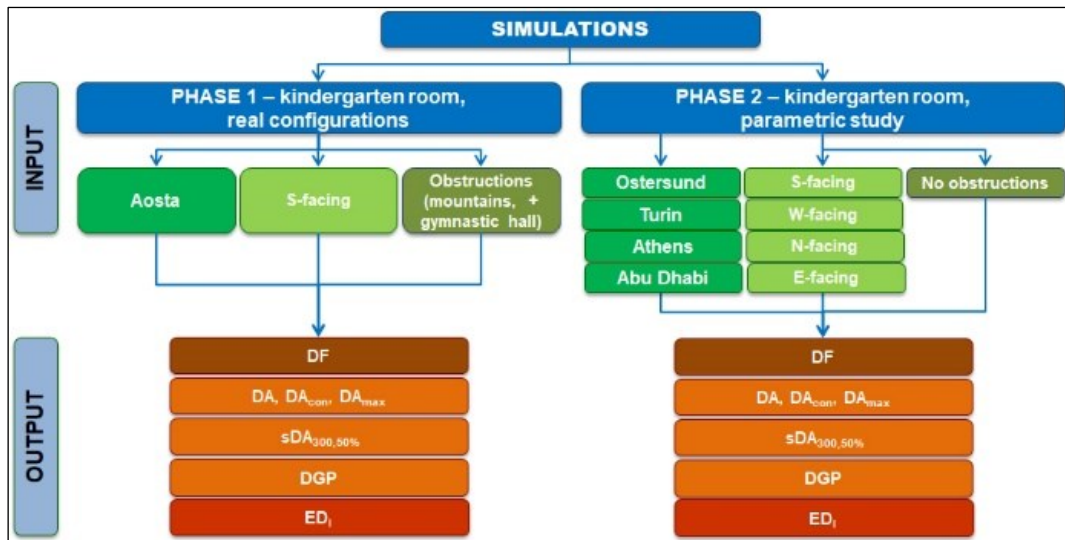 SIMULATIONS
INPUT
PHASE 1 – kindergarten room,
real configurations
PHASE 2 – kindergarten room,
parametric study
Aosta
S-facing
Obstructions
(mountains, +
gymnastic hall)
Ostersund
Turin
Athens
Abu Dhabi
S-facing
W-facing
N-facing
E-facing
No obstructions
OUTPUT
DF
DA, DAcon, DAmax
sDA300,50%
DGP
EDI
DF
DA, DAcon, DAmax
sDA300,50%
DGP
EDI